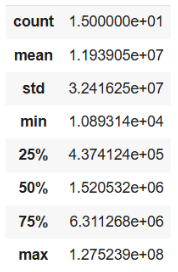 count 1.500000e+01
mean 1.193905e+07
std 3.241625e+07
min 1.089314e+04
25% 4.374124e+05
50% 1.520532e+06
75% 6.311268e+06
max 1.275239e+08